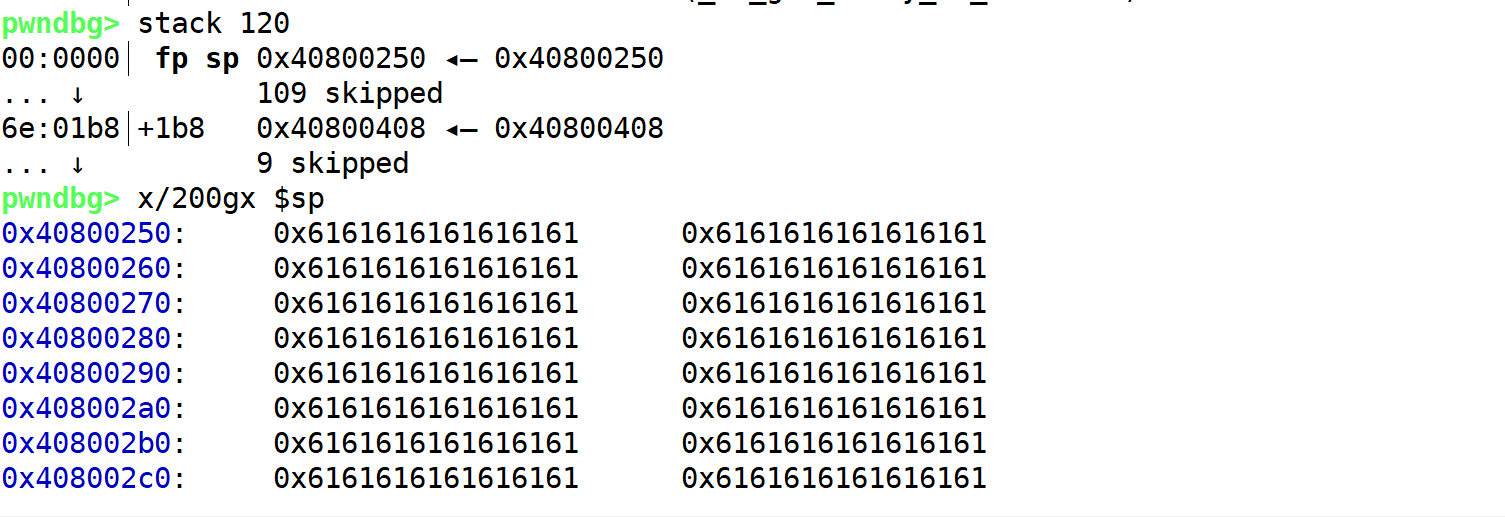 pwndbg> stack 120
00:0000│ fp sp 0x40800250 ◂— 0x40800250
... ↓ 109 skipped
6e:01b8│+1b8 0x40800408 ◂— 0x40800408
... ↓ 9 skipped
pwndbg> x/200gx $sp
0x40800250: 0x6161616161616161 0x6161616161616161
0x40800260: 0x6161616161616161 0x6161616161616161
0x40800270: 0x6161616161616161 0x6161616161616161
0x40800280: 0x6161616161616161 0x6161616161616161
0x40800290: 0x6161616161616161 0x6161616161616161
0x408002a0: 0x6161616161616161 0x6161616161616161
0x408002b0: 0x6161616161616161 0x6161616161616161
0x408002c0: 0x6161616161616161 0x6161616161616161